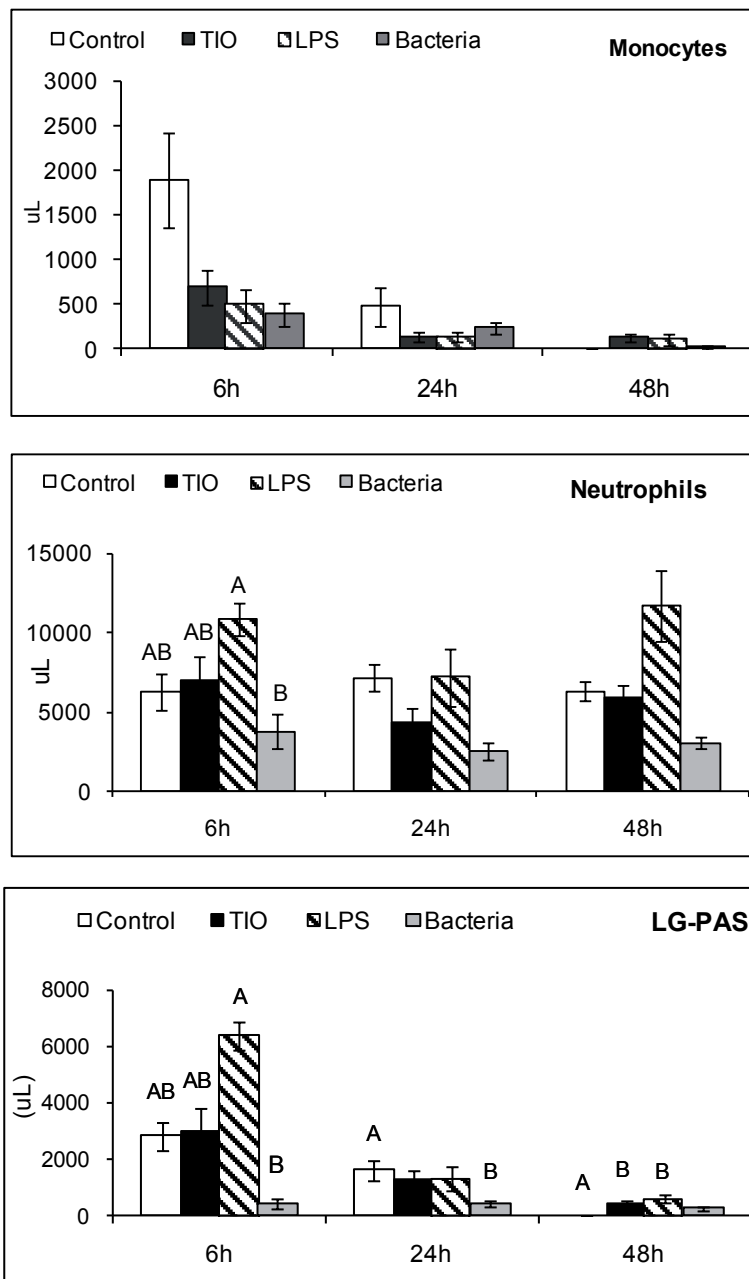 Control TIO LPS Bacteria Monocytes
3000
2500
2000
1500
1000
500
0
uL
6h 24h 48h
Control TIO LPS Bacteria Neutrophils
15000
10000
5000
0
uL
AB AB A B
6h 24h 48h
Control TIO LPS Bacteria LG-PAS
8000
6000
4000
2000
0
(uL)
AB AB A B A B A B B
6h 24h 48h